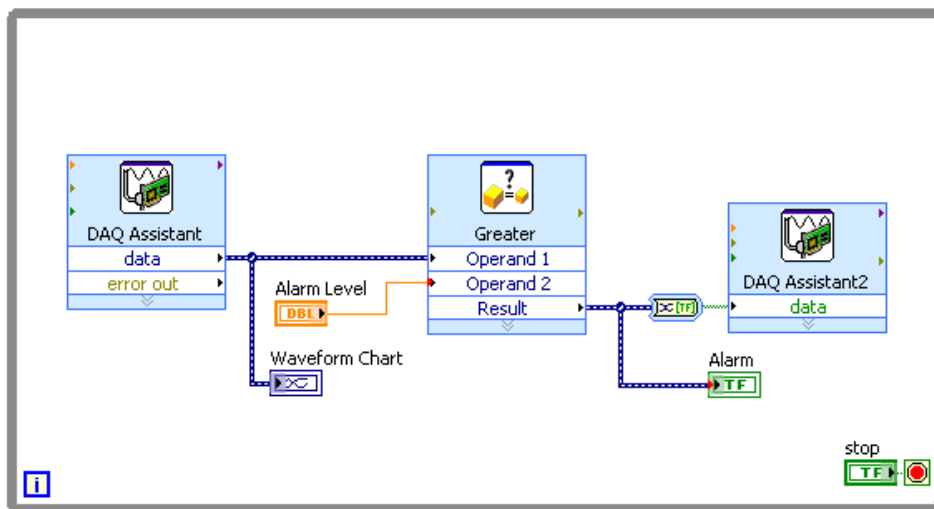 DAQ Assistant
data
error out
Alarm Level
DBL
Waveform Chart
?
=
Greater
Operand 1
Operand 2
Result
[TF]
DAQ Assistant2
data
Alarm
TF
stop
TF
i